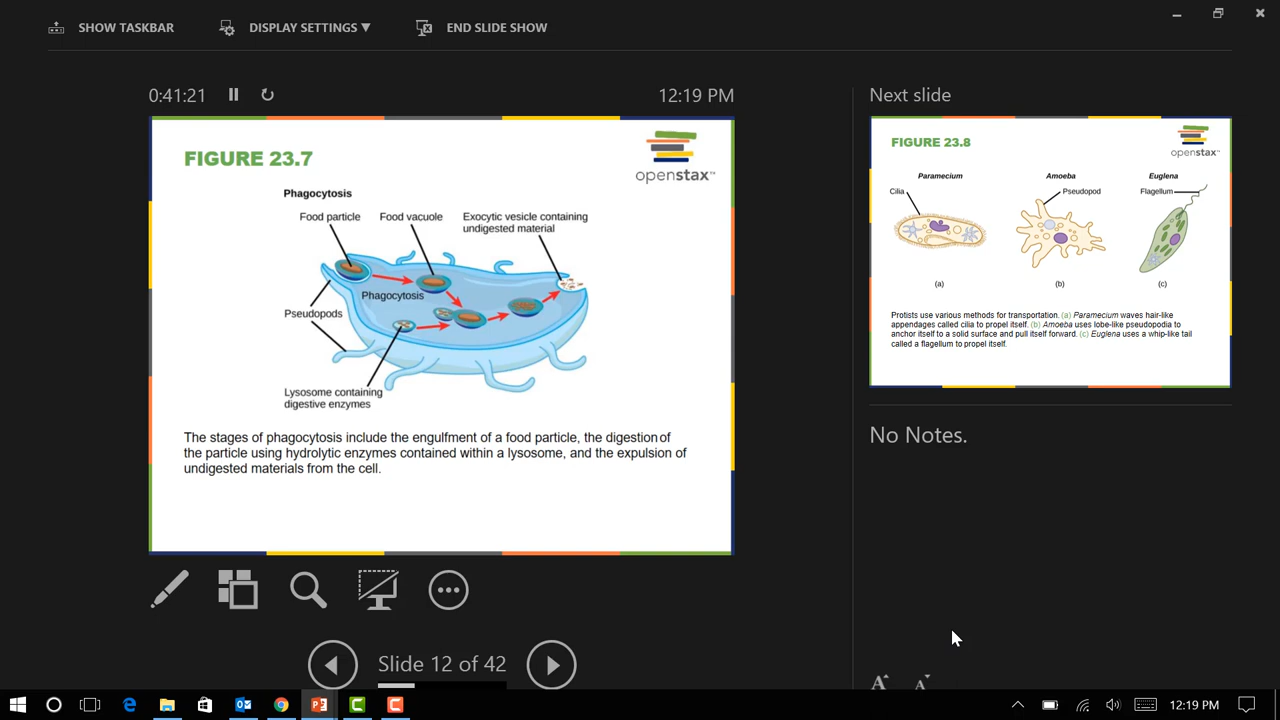 SHOW TASKBAR
DISPLAY SETTINGS ▼
END SLIDE SHOW
0:41:21
12:19 PM
FIGURE 23.7
openstax™
Phagocytosis
Food particle
Food vacuole
Exocytic vesicle containing
undigested material
Phagocytosis
Pseudopods
Lysosome containing
digestive enzymes
The stages of phagocytosis include the engulfment of a food particle, the digestion of
the particle using hydrolytic enzymes contained within a lysosome, and the expulsion of
undigested materials from the cell.
Slide 12 of 42
Next slide
FIGURE 23.8
openstax™
Paramecium
Amoeba
Euglena
Cilia
Pseudopod
Flagellum
(a)
(b)
(c)
Protists use various methods for transportation. (a) Paramecium waves hair-like
appendages called cilia to propel itself. (b) Amoeba uses lobe-like pseudopodia to
anchor itself to a solid surface and pull itself forward. (c) Euglena uses a whip-like tail
called a flagellum to propel itself.
No Notes.
A A
12:19 PM